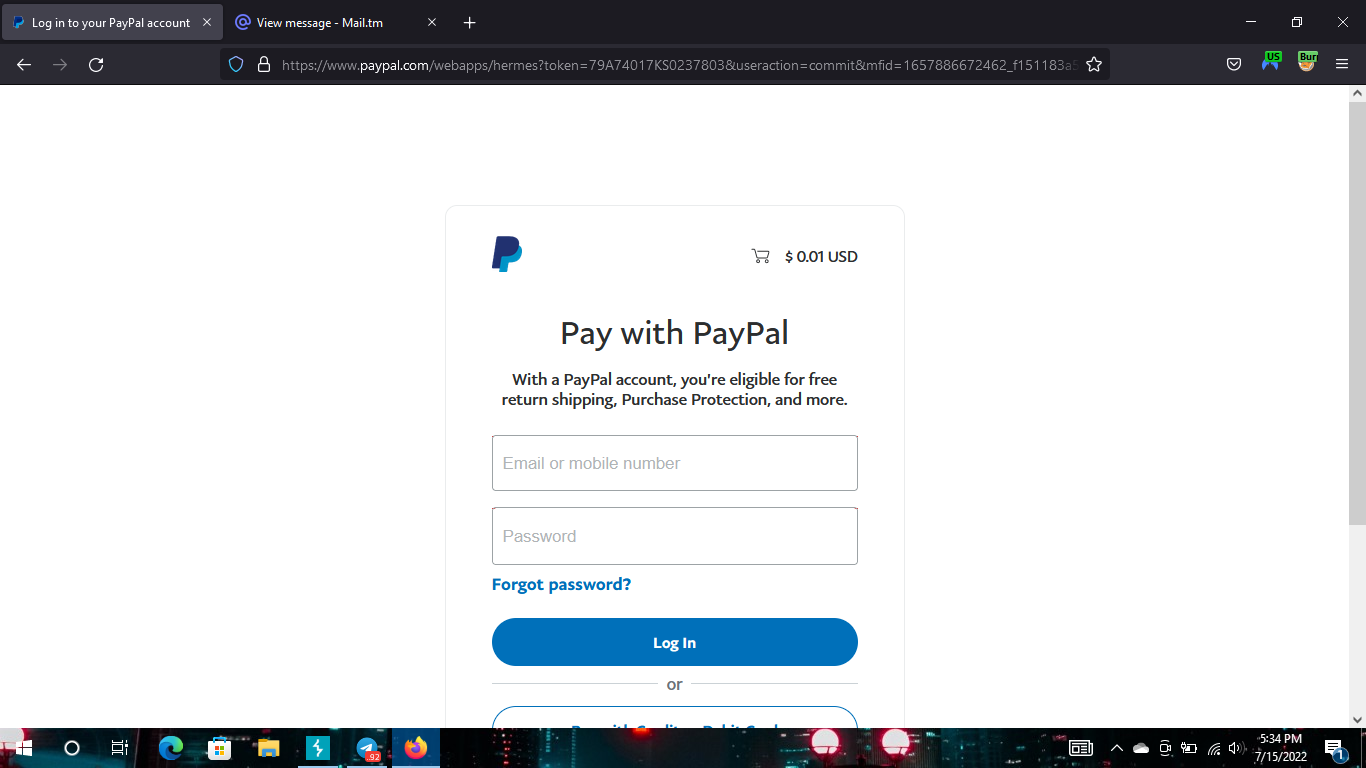 Log in to your PayPal account
View message - Mail.tm
https://www.paypal.com/webapps/hermes?token=79A74017KS0237803&useraction=commit&mfid=1657886672462_f151183a5
US
Bur
$ 0.01 USD
Pay with PayPal
With a PayPal account, you're eligible for free
return shipping, Purchase Protection, and more.
Email or mobile number
Password
Forgot password?
Log In
or
.92
5:34 PM
7/15/2022
1